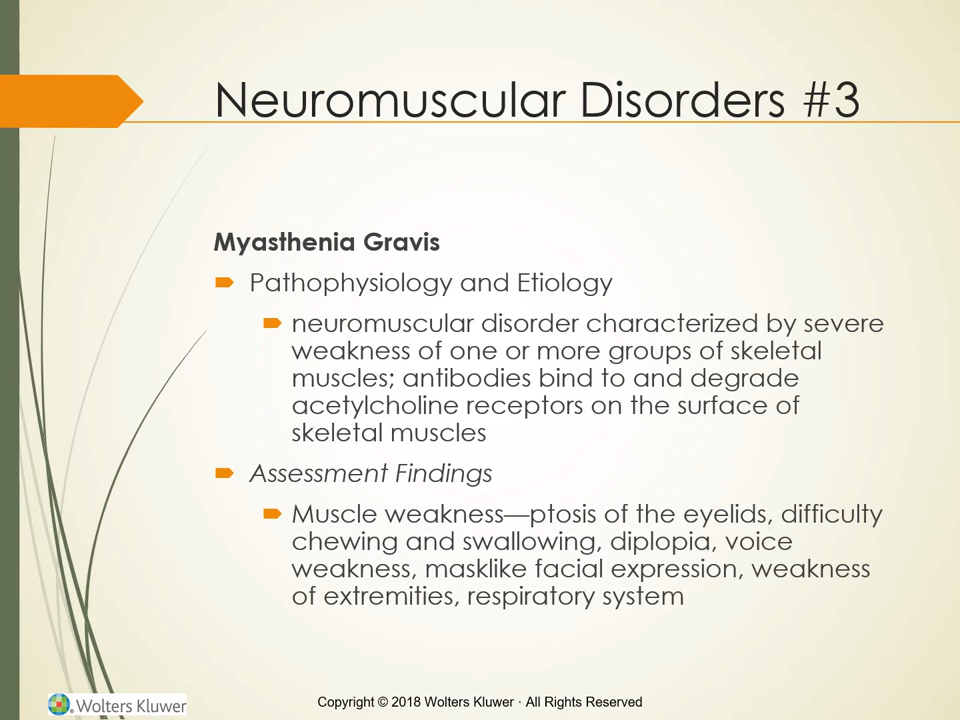 Neuromuscular Disorders #3
Myasthenia Gravis
Pathophysiology and Etiology
neuromuscular disorder characterized by severe
weakness of one or more groups of skeletal
muscles; antibodies bind to and degrade
acetylcholine receptors on the surface of
skeletal muscles
Assessment Findings
Muscle weakness—ptosis of the eyelids, difficulty
chewing and swallowing, diplopia, voice
weakness, masklike facial expression, weakness
of extremities, respiratory system
Wolters Kluwer
Copyright © 2018 Wolters Kluwer · All Rights Reserved